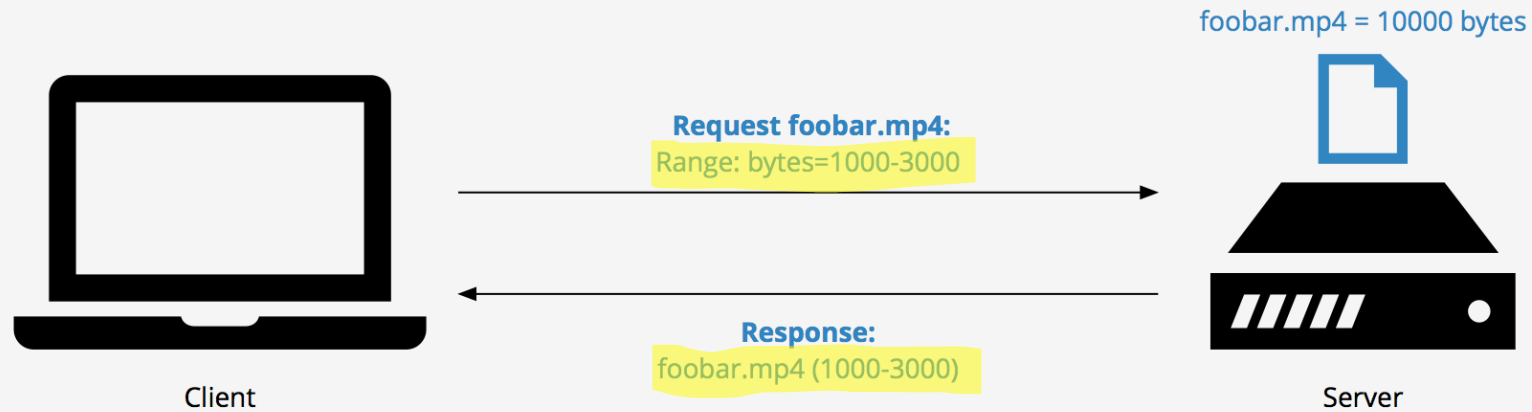 foobar.mp4 = 10000 bytes
Request foobar.mp4:
Range: bytes=1000-3000
Response:
foobar.mp4 (1000-3000)
Client
Server